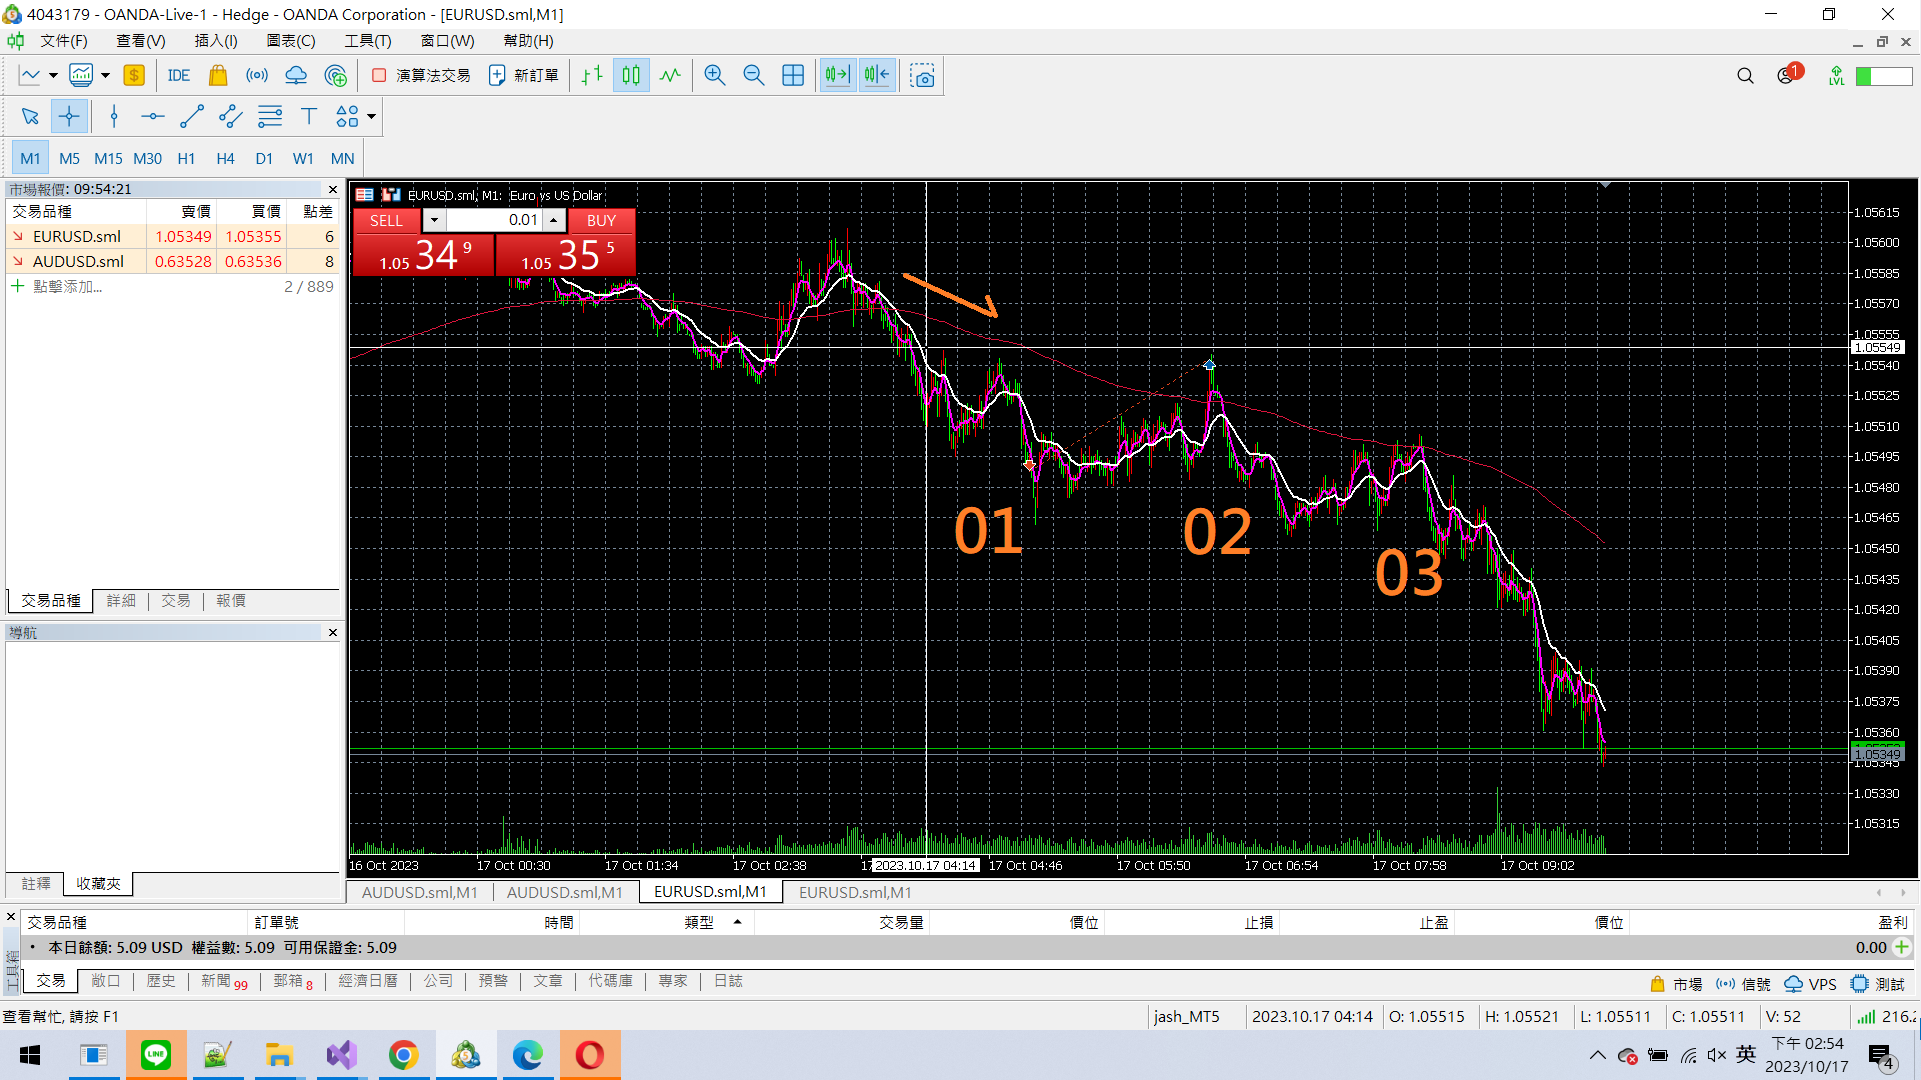 4043179 - OANDA-Live-1 - Hedge - OANDA Corporation - [EURUSD.sml,M1]
文件(F) 查看(V) 插入(I) 圖表(C) 工具(T) 窗口(W) 幫助(H)
$ IDE 演算法交易 新訂單 1 LVL
T
M1 M5 M15 M30 H1 H4 D1 W1 MN
市場報價: 09:54:21
交易品種 賣價 買價 點差
EURUSD.sml 1.05349 1.05355 6
AUDUSD.sml 0.63528 0.63536 8
點擊添加... 2 / 889
交易品種 詳細 交易 報價
導航
註釋 收藏夾
EURUSD.sml, M1: Euro vs US Dollar
SELL 0.01 BUY
1.05 34 9 1.05 35 5
01
02
03
1.05615
1.05600
1.05585
1.05570
1.05555
1.05549
1.05540
1.05525
1.05510
1.05495
1.05480
1.05465
1.05450
1.05435
1.05420
1.05405
1.05390
1.05375
1.05360
1.05349
1.05345
1.05330
1.05315
16 Oct 2023 17 Oct 00:30 17 Oct 01:34 17 Oct 02:38 17 2023.10.17 04:14 17 Oct 04:46 17 Oct 05:50 17 Oct 06:54 17 Oct 07:58 17 Oct 09:02
AUDUSD.sml,M1 AUDUSD.sml,M1 EURUSD.sml,M1 EURUSD.sml,M1
交易品種 訂單號 時間 類型 交易量 價位 止損 止盈 價位 盈利
本日餘額: 5.09 USD 權益數: 5.09 可用保證金: 5.09 0.00
工具箱
交易 敞口 歷史 新聞 99 郵箱 8 經濟日曆 公司 預警 文章 代碼庫 專家 日誌 市場 信號 VPS 測試
查看幫忙, 請按 F1 jash_MT5 2023.10.17 04:14 O: 1.05515 H: 1.05521 L: 1.05511 C: 1.05511 V: 52 216.2
LINE 英 下午 02:54
2023/10/17 4